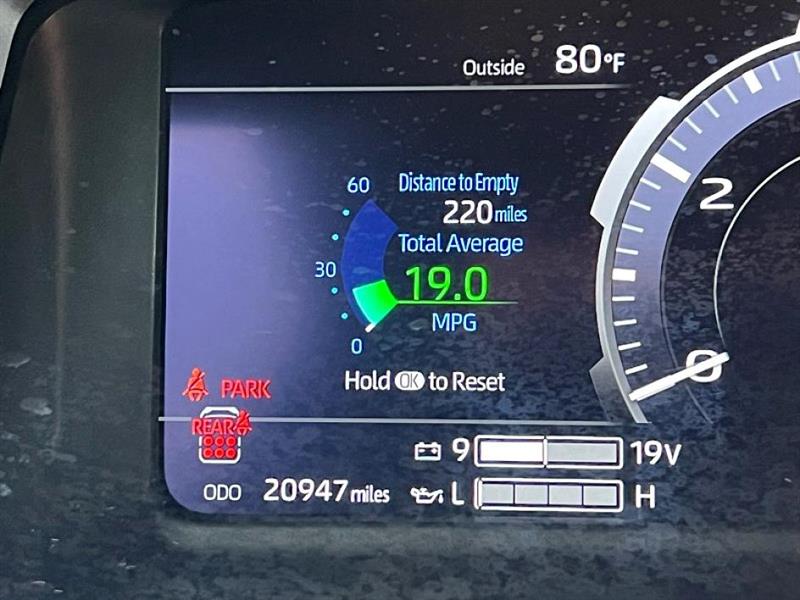 Outside 80°F
60 Distance to Empty
220 miles
Total Average
30 19.0
MPG
0
Hold OK to Reset
PARK
REAR
9 19V
ODO 20947 miles L H
2
0